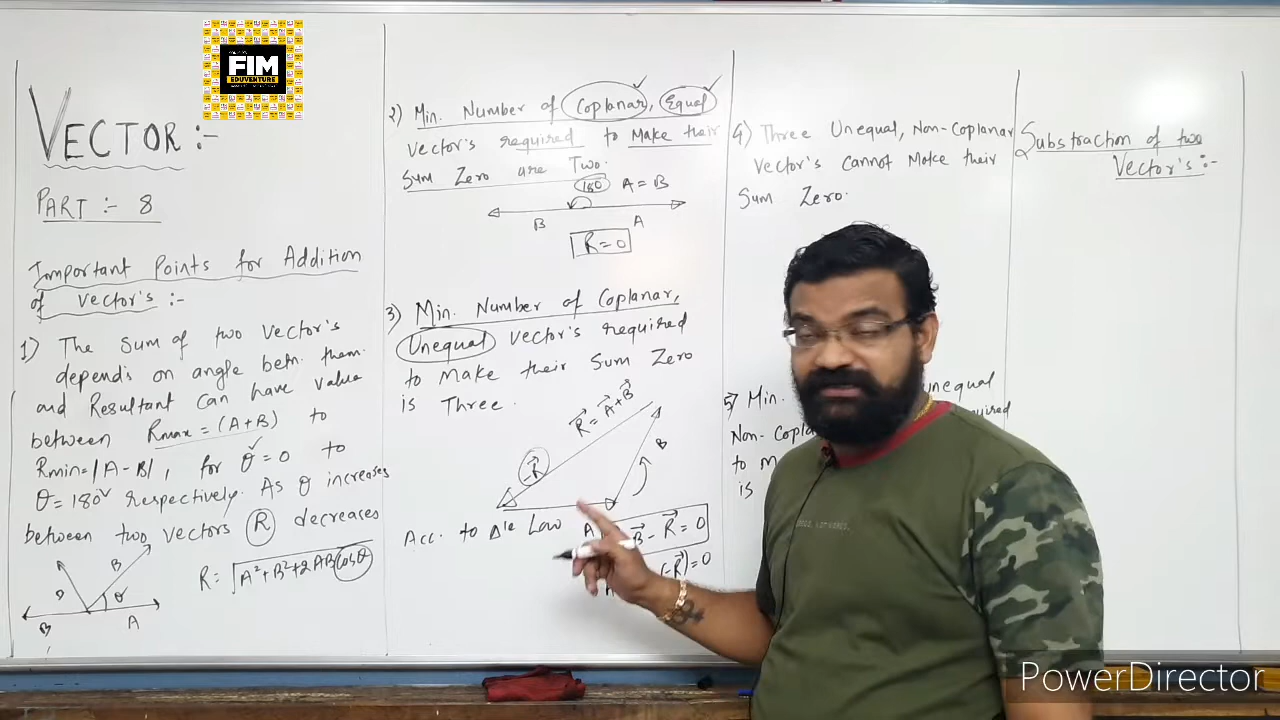 FIM
EDUVENTURE
VECTOR :-
PART :- 8
Important Points for Addition
of Vector's :-
1) The Sum of two Vector's
depends on angle betn. them.
and Resultant can have value
between Rmax = (A+B) to
Rmin=|A-B|, for θ=0 to
θ=180° respectively. As θ increases
between two vectors R decreases
R= √A²+B²+2ABcosθ
B
θ
A
B
2) Min. Number of Coplanar, Equal
Vector's required to Make their
Sum Zero are Two.
180 A=B
B A
R=0
3) Min. Number of Coplanar,
Unequal Vector's required
to Make their Sum Zero
is Three.
R⃗=A⃗+B⃗
-R⃗
B
Acc. to Δle Law
B⃗-R⃗=0
(-R⃗)=0
4) Three Unequal, Non-Coplanar
Vector's Cannot Make their
Sum Zero.
5) Min. unequal
Non-
to
is
Substraction of two
Vector's :-
PowerDirector